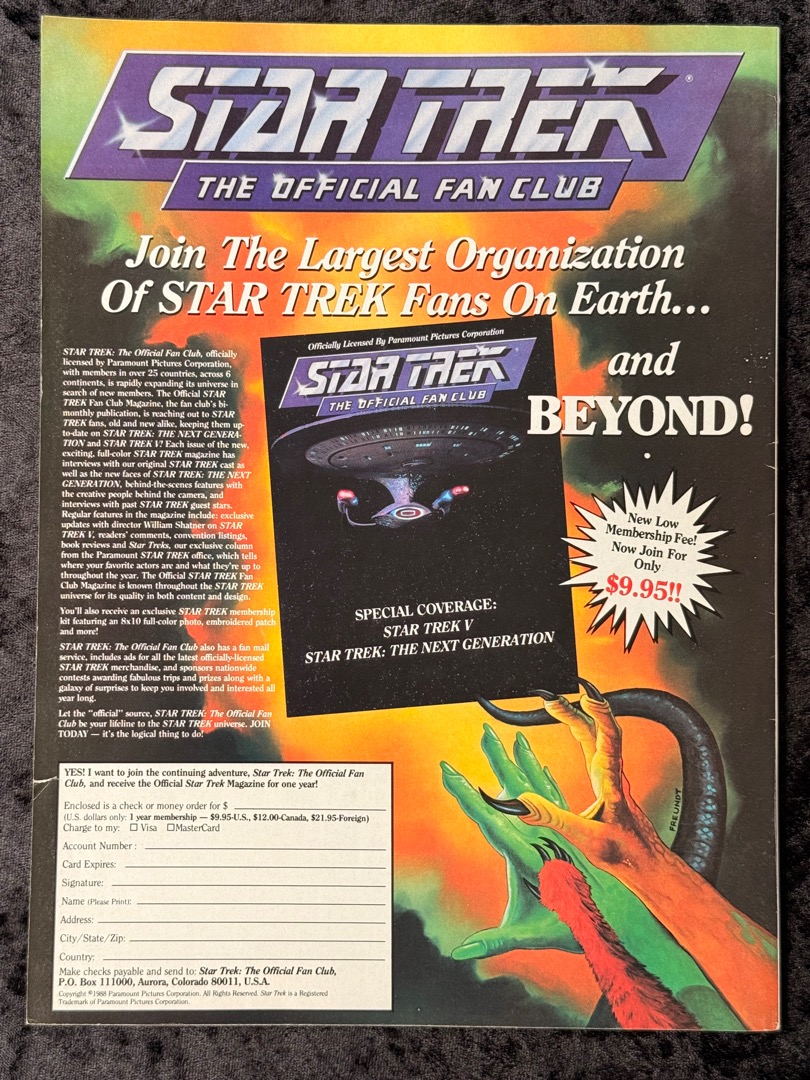 STAR TREK®
THE OFFICIAL FAN CLUB
Join The Largest Organization
Of STAR TREK Fans On Earth...
and
BEYOND!
Officially Licensed By Paramount Pictures Corporation
STAR TREK
THE OFFICIAL FAN CLUB
SPECIAL COVERAGE:
STAR TREK V
STAR TREK: THE NEXT GENERATION
New Low
Membership Fee!
Now Join For
Only
$9.95!!
STAR TREK: The Official Fan Club, officially
licensed by Paramount Pictures Corporation,
with members in over 25 countries, across 6
continents, is rapidly expanding its universe in
search of new members. The Official STAR
TREK Fan Club Magazine, the fan club's bi-
monthly publication, is reaching out to STAR
TREK fans, old and new alike, keeping them up-
to-date on STAR TREK: THE NEXT GENERA-
TION and STAR TREK V! Each issue of the new,
exciting, full-color STAR TREK magazine has
interviews with our original STAR TREK cast as
well as the new faces of STAR TREK: THE NEXT
GENERATION, behind-the-scenes features with
the creative people behind the camera, and
interviews with past STAR TREK guest stars.
Regular features in the magazine include: exclusive
updates with director William Shatner on STAR
TREK V, readers' comments, convention listings,
book reviews and Star Treks, our exclusive column
from the Paramount STAR TREK office, which tells
where your favorite actors are and what they're up to
throughout the year. The Official STAR TREK Fan
Club Magazine is known throughout the STAR TREK
universe for its quality in both content and design.
You'll also receive an exclusive STAR TREK membership
kit featuring an 8x10 full-color photo, embroidered patch
and more!
STAR TREK: The Official Fan Club also has a fan mail
service, includes ads for all the latest officially-licensed
STAR TREK merchandise, and sponsors nationwide
contests awarding fabulous trips and prizes along with a
galaxy of surprises to keep you involved and interested all
year long.
Let the "official" source, STAR TREK: The Official Fan
Club be your lifeline to the STAR TREK universe. JOIN
TODAY — it's the logical thing to do!
FREUNDT
YES! I want to join the continuing adventure, Star Trek: The Official Fan
Club, and receive the Official Star Trek Magazine for one year!
Enclosed is a check or money order for $
(U.S. dollars only: 1 year membership — $9.95-U.S., $12.00-Canada, $21.95-Foreign)
Charge to my: ☐ Visa ☐ MasterCard
Account Number :
Card Expires:
Signature:
Name (Please Print):
Address:
City/State/Zip:
Country:
Make checks payable and send to: Star Trek: The Official Fan Club,
P.O. Box 111000, Aurora, Colorado 80011, U.S.A.
Copyright ©1988 Paramount Pictures Corporation. All Rights Reserved. Star Trek is a Registered
Trademark of Paramount Pictures Corporation.